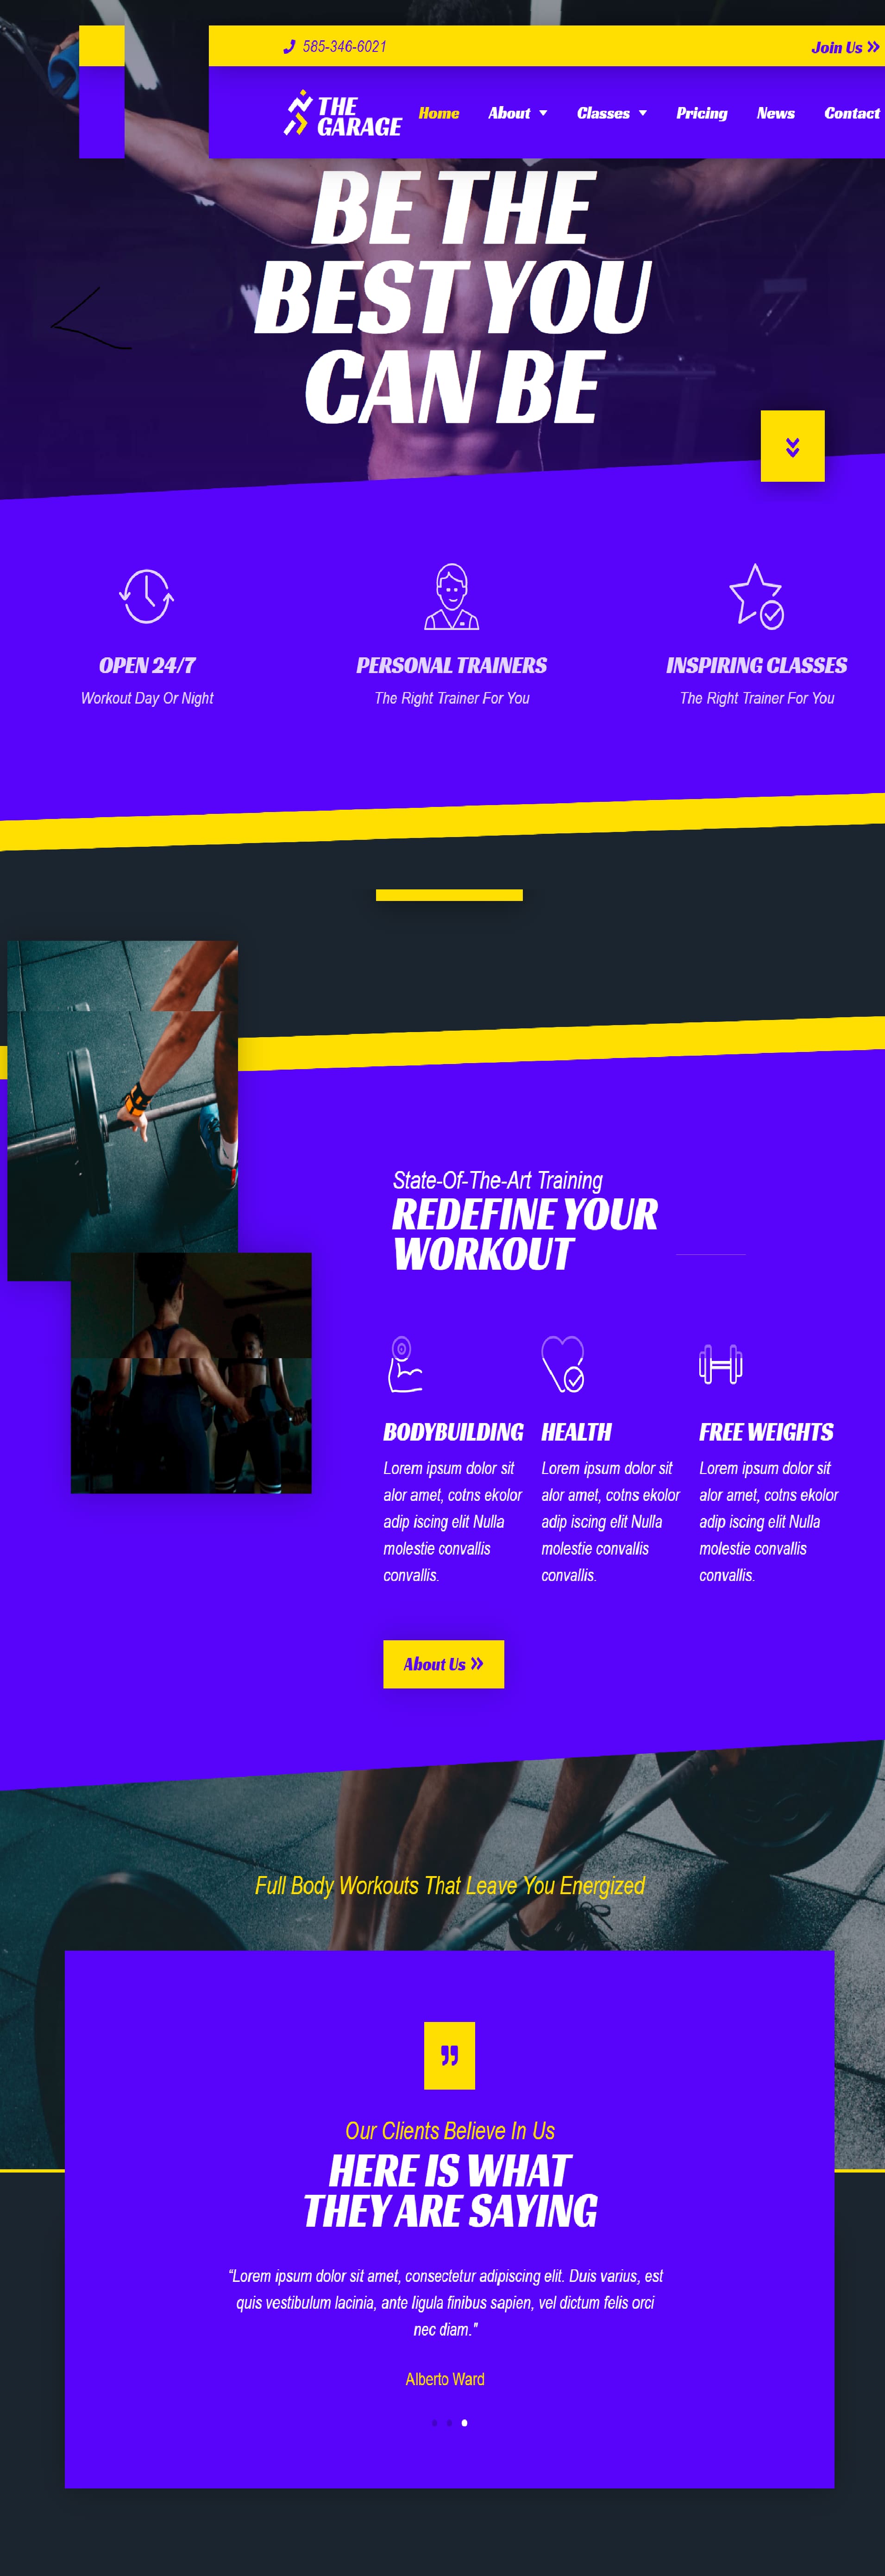 585-346-6021
Join Us
THE
GARAGE
Home
About
Classes
Pricing
News
Contact
BE THE
BEST YOU
CAN BE
OPEN 24/7
Workout Day Or Night
PERSONAL TRAINERS
The Right Trainer For You
INSPIRING CLASSES
The Right Trainer For You
State-Of-The-Art Training
REDEFINE YOUR
WORKOUT
BODYBUILDING
Lorem ipsum dolor sit
alor amet, cotns ekolor
adip iscing elit Nulla
molestie convallis
convallis.
HEALTH
Lorem ipsum dolor sit
alor amet, cotns ekolor
adip iscing elit Nulla
molestie convallis
convallis.
FREE WEIGHTS
Lorem ipsum dolor sit
alor amet, cotns ekolor
adip iscing elit Nulla
molestie convallis
convallis.
About Us
Full Body Workouts That Leave You Energized
Our Clients Believe In Us
HERE IS WHAT
THEY ARE SAYING
“Lorem ipsum dolor sit amet, consectetur adipiscing elit. Duis varius, est
quis vestibulum lacinia, ante ligula finibus sapien, vel dictum felis orci
nec diam.”
Alberto Ward